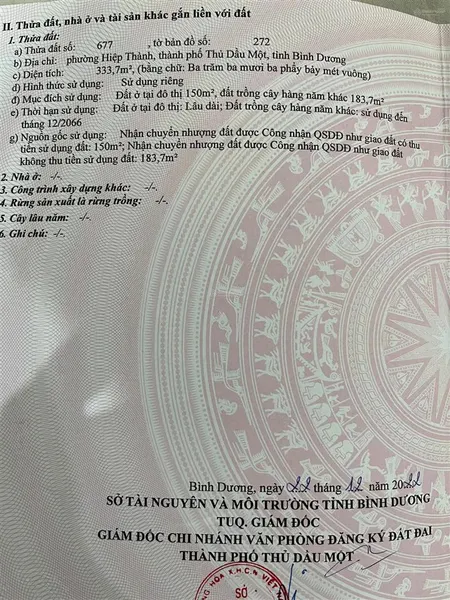 II. Thửa đất, nhà ở và tài sản khác gắn liền với đất
1. Thửa đất:
a) Thửa đất số: 677 , tờ bản đồ số: 272
b) Địa chỉ: phường Hiệp Thành, thành phố Thủ Dầu Một, tỉnh Bình Dương
c) Diện tích: 333,7m², (bằng chữ: Ba trăm ba mươi ba phẩy bảy mét vuông)
d) Hình thức sử dụng: Sử dụng riêng
đ) Mục đích sử dụng: Đất ở tại đô thị 150m², đất trồng cây hàng năm khác 183,7m²
e) Thời hạn sử dụng: Đất ở tại đô thị: Lâu dài; Đất trồng cây hàng năm khác: sử dụng đến
tháng 12/2066
g) Nguồn gốc sử dụng: Nhận chuyển nhượng đất được Công nhận QSDĐ như giao đất có thu
tiền sử dụng đất: 150m²; Nhận chuyển nhượng đất được Công nhận QSDĐ như giao đất
không thu tiền sử dụng đất: 183,7m²
2. Nhà ở: -/-.
3. Công trình xây dựng khác: -/-.
4. Rừng sản xuất là rừng trồng: -/-.
5. Cây lâu năm: -/-.
6. Ghi chú: -/-.
Bình Dương, ngày 22 tháng 12 năm 2022
SỞ TÀI NGUYÊN VÀ MÔI TRƯỜNG TỈNH BÌNH DƯƠNG
TUQ. GIÁM ĐỐC
GIÁM ĐỐC CHI NHÁNH VĂN PHÒNG ĐĂNG KÝ ĐẤT ĐAI
THÀNH PHỐ THỦ DẦU MỘT
HÒA X.H.C.N VIỆT
SỞ